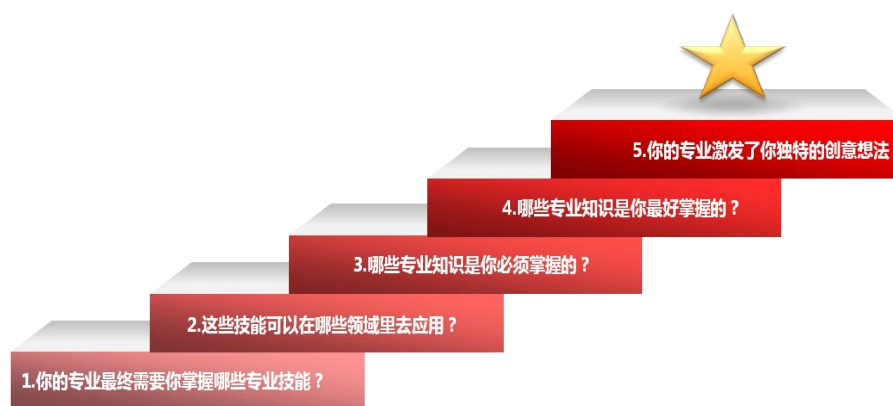 5.你的专业激发了你独特的创意想法
4.哪些专业知识是你最好掌握的？
3.哪些专业知识是你必须掌握的？
2.这些技能可以在哪些领域里去应用？
1.你的专业最终需要你掌握哪些专业技能？